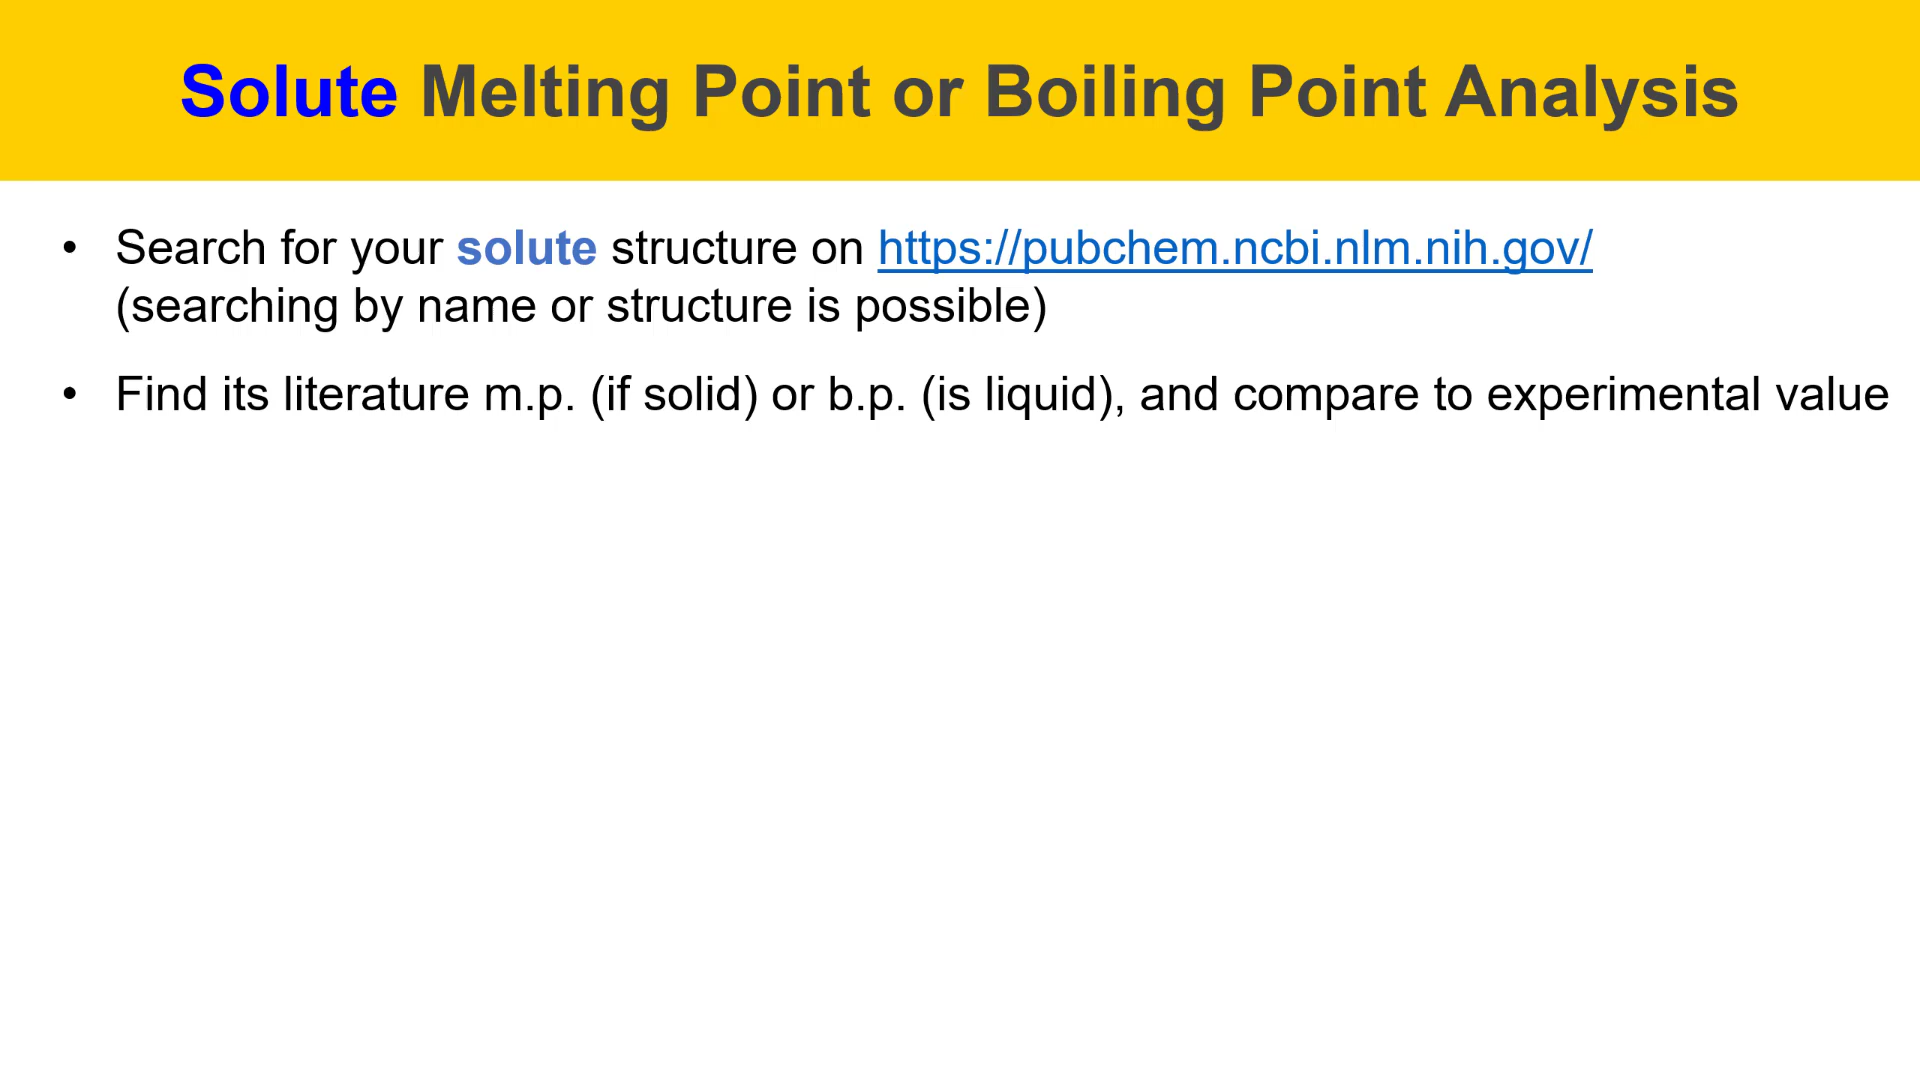 Solute Melting Point or Boiling Point Analysis
• Search for your solute structure on https://pubchem.ncbi.nlm.nih.gov/
(searching by name or structure is possible)
• Find its literature m.p. (if solid) or b.p. (is liquid), and compare to experimental value